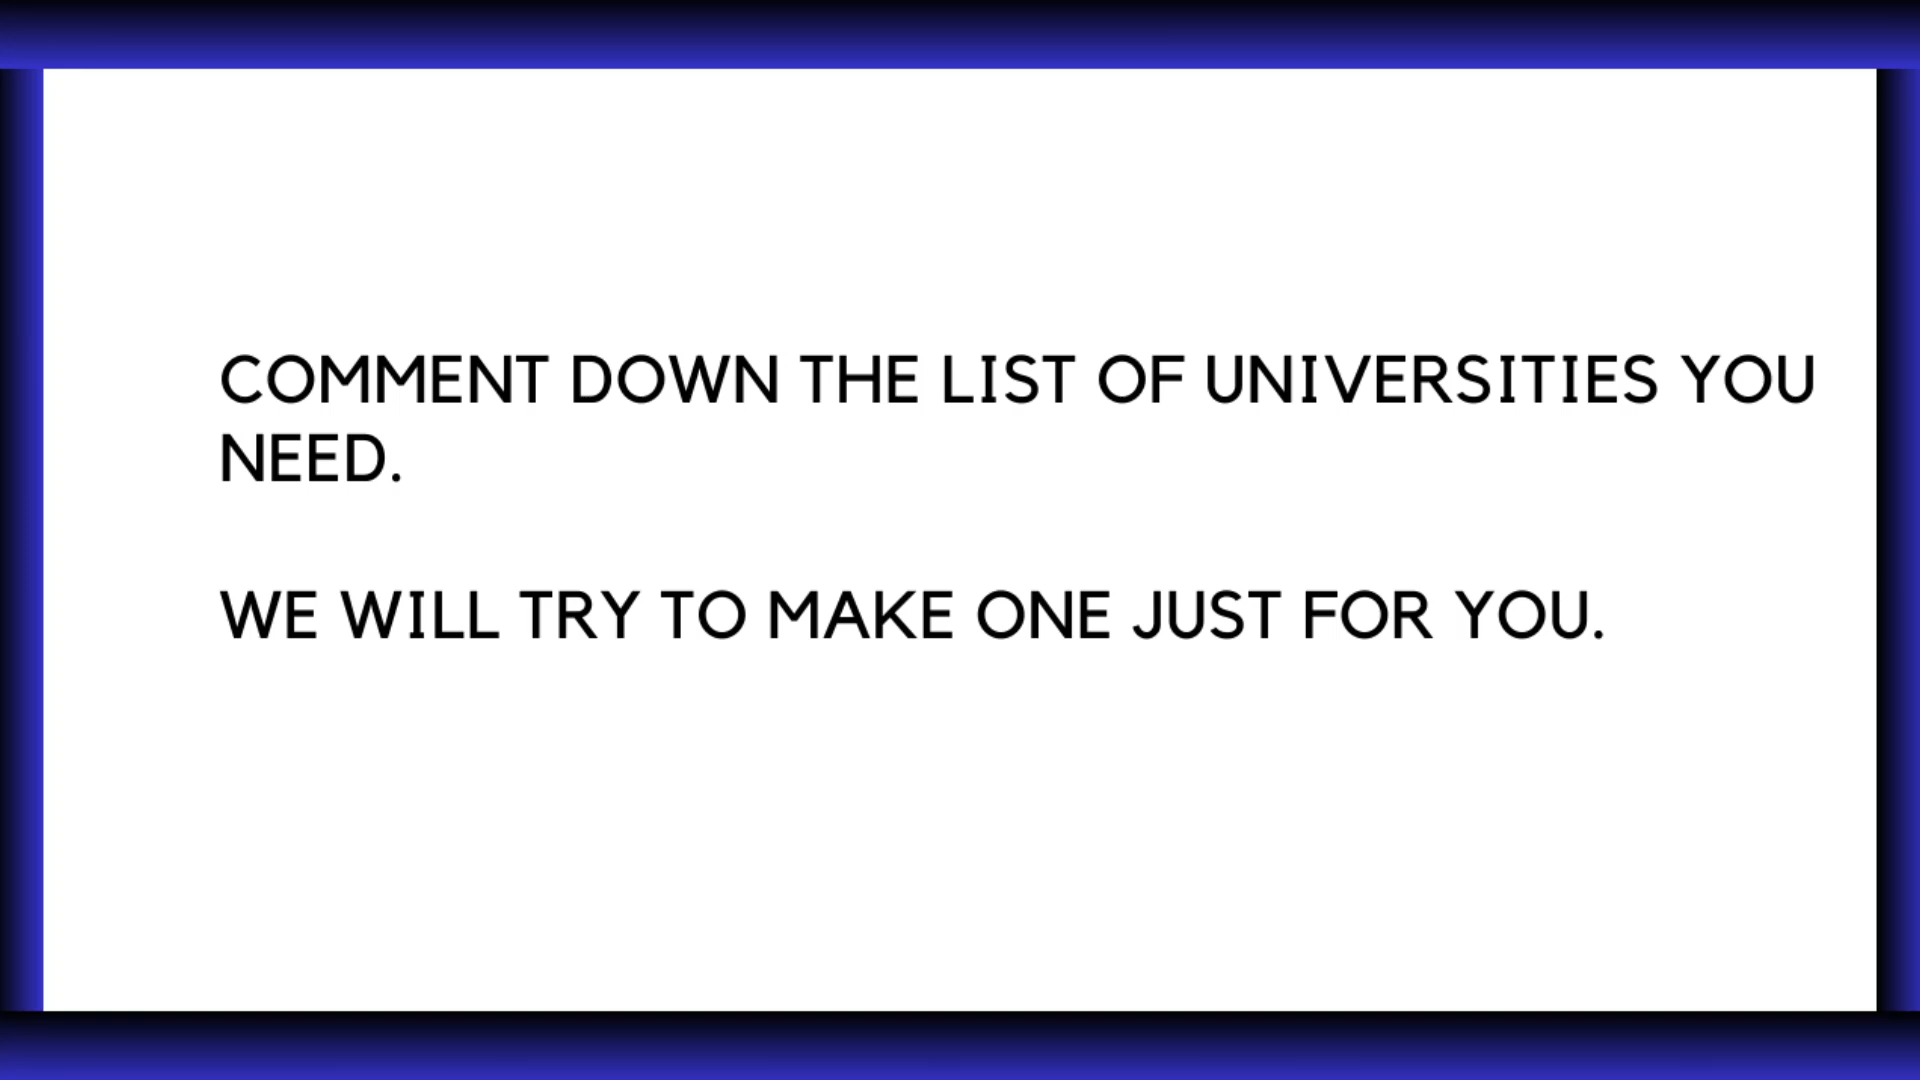 COMMENT DOWN THE LIST OF UNIVERSITIES YOU
NEED.
WE WILL TRY TO MAKE ONE JUST FOR YOU.